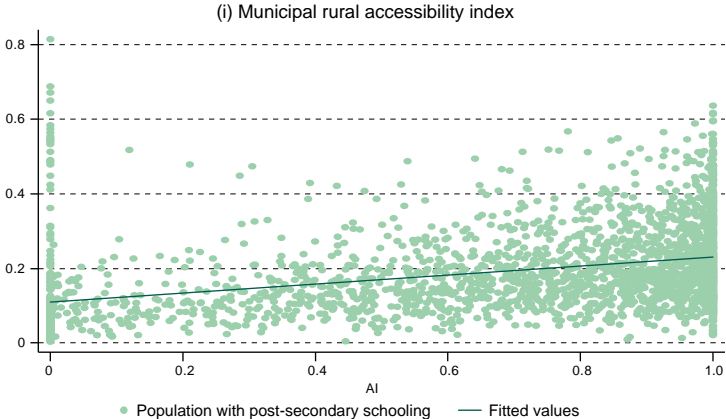 (i) Municipal rural accessibility index
0.8
0.6
0.4
0.2
0
0 0.2 0.4 0.6 0.8 1.0
AI
Population with post-secondary schooling Fitted values